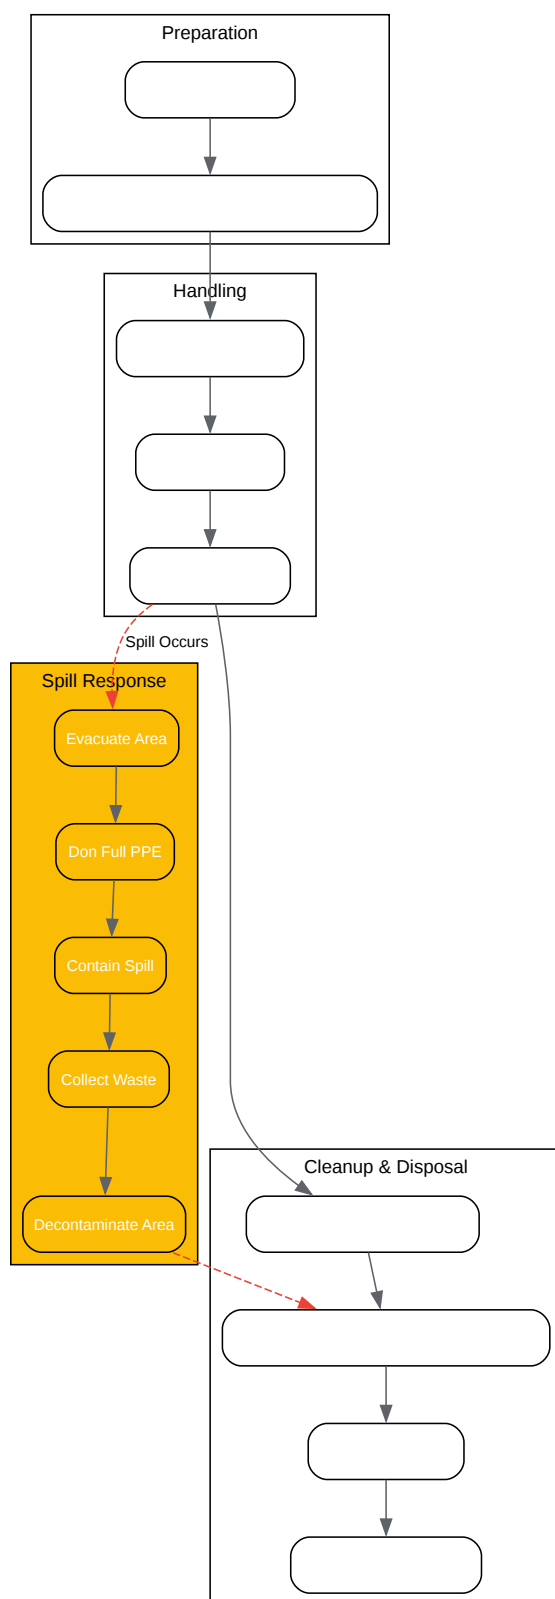 Preparation
Handling
Spill Occurs
Spill Response
Evacuate Area
Don Full PPE
Contain Spill
Collect Waste
Decontaminate Area
Cleanup & Disposal